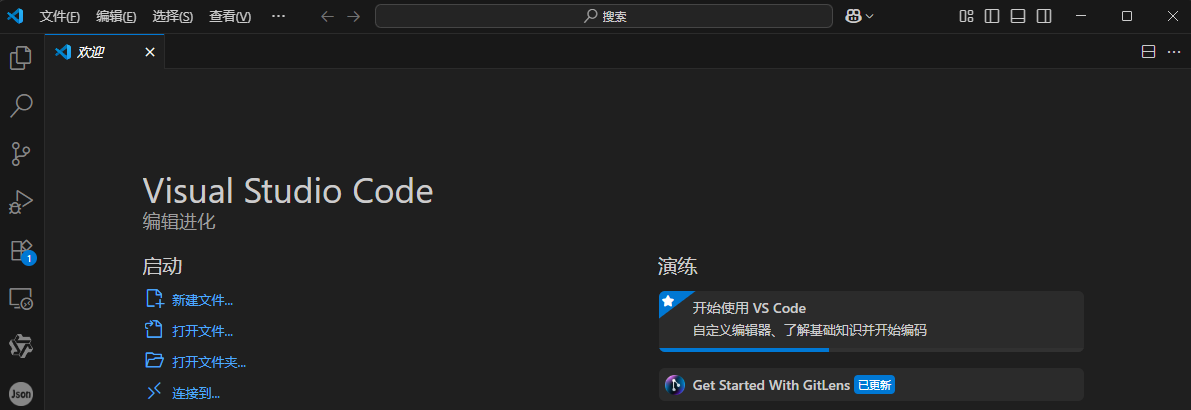 文件(F) 编辑(E) 选择(S) 查看(V) ··· 搜索
欢迎
Visual Studio Code
编辑进化
启动
新建文件...
打开文件...
打开文件夹...
连接到...
演练
开始使用 VS Code
自定义编辑器、了解基础知识并开始编码
Get Started With GitLens 已更新
1
Json